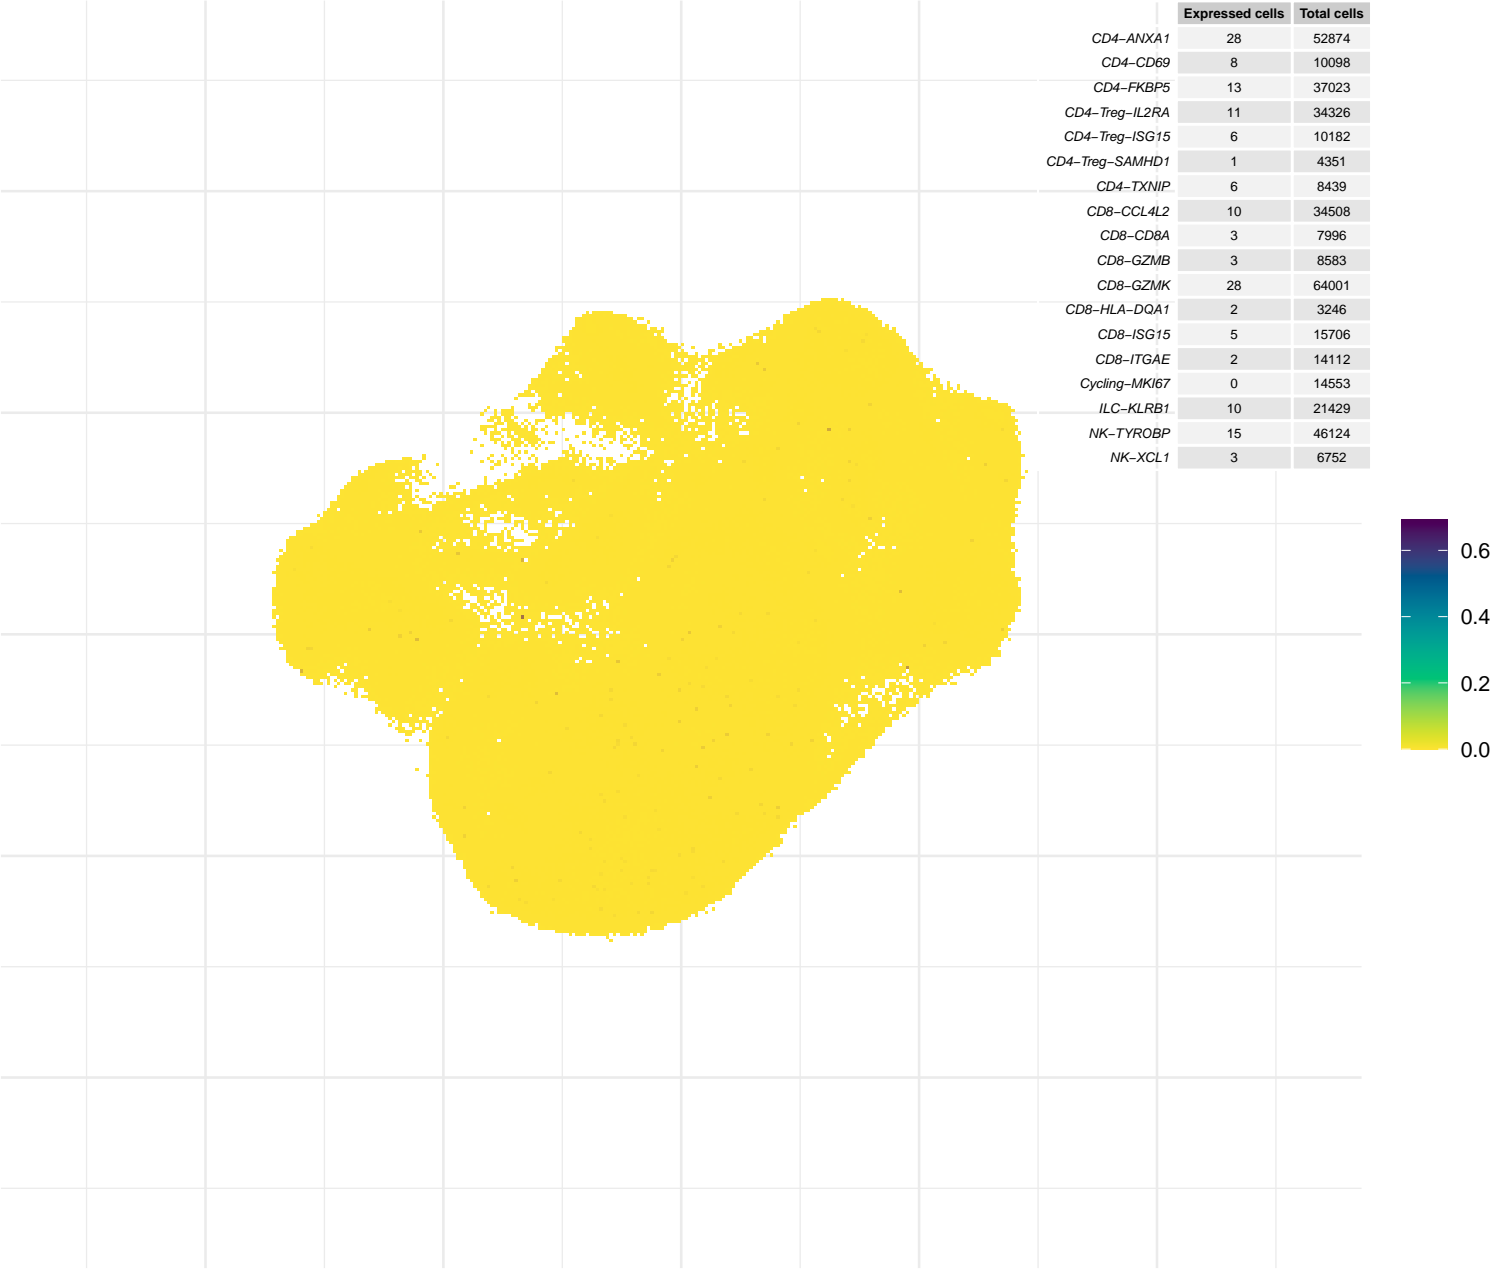 Expressed cells Total cells
CD4−ANXA1 28 52874
CD4−CD69 8 10098
CD4−FKBP5 13 37023
CD4−Treg−IL2RA 11 34326
CD4−Treg−ISG15 6 10182
CD4−Treg−SAMHD1 1 4351
CD4−TXNIP 6 8439
CD8−CCL4L2 10 34508
CD8−CD8A 3 7996
CD8−GZMB 3 8583
CD8−GZMK 28 64001
CD8−HLA−DQA1 2 3246
CD8−ISG15 5 15706
CD8−ITGAE 2 14112
Cycling−MKI67 0 14553
ILC−KLRB1 10 21429
NK−TYROBP 15 46124
NK−XCL1 3 6752
0.6
0.4
0.2
0.0